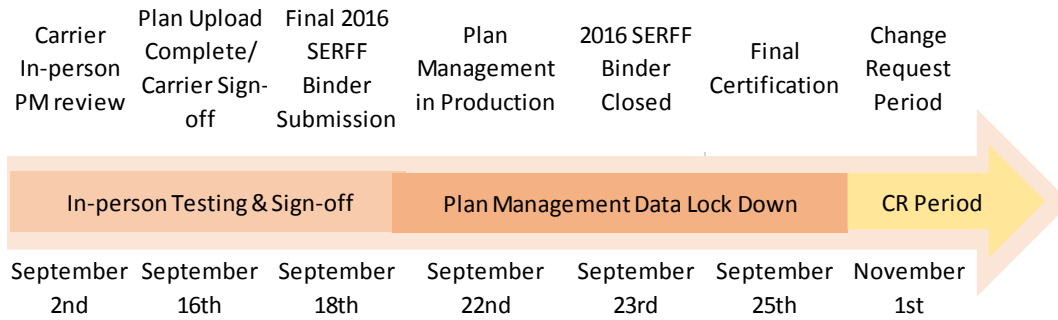 Carrier
In-person
PM review
Plan Upload
Complete/
Carrier Sign-
off
Final 2016
SERFF
Binder
Submission
Plan
Management
in Production
2016 SERFF
Binder
Closed
Final
Certification
Change
Request
Period
In-person Testing & Sign-off
Plan Management Data Lock Down
CR Period
September
2nd
September
16th
September
18th
September
22nd
September
23rd
September
25th
November
1st